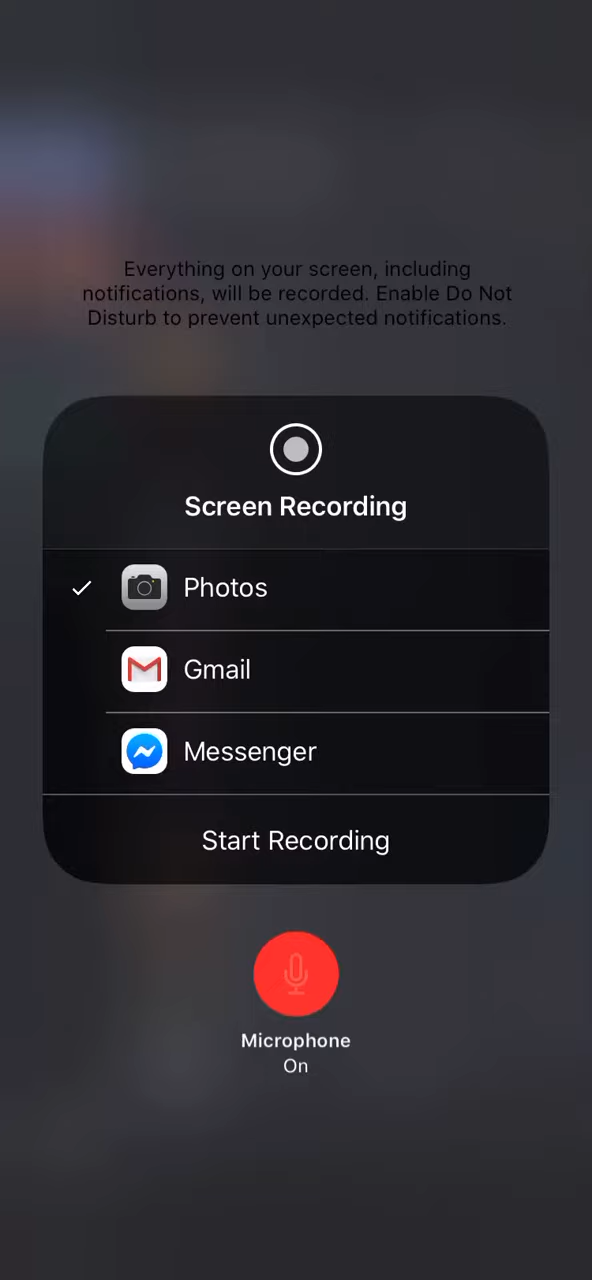 Everything on your screen, including
notifications, will be recorded. Enable Do Not
Disturb to prevent unexpected notifications.
Screen Recording
Photos
Gmail
Messenger
Start Recording
Microphone
On